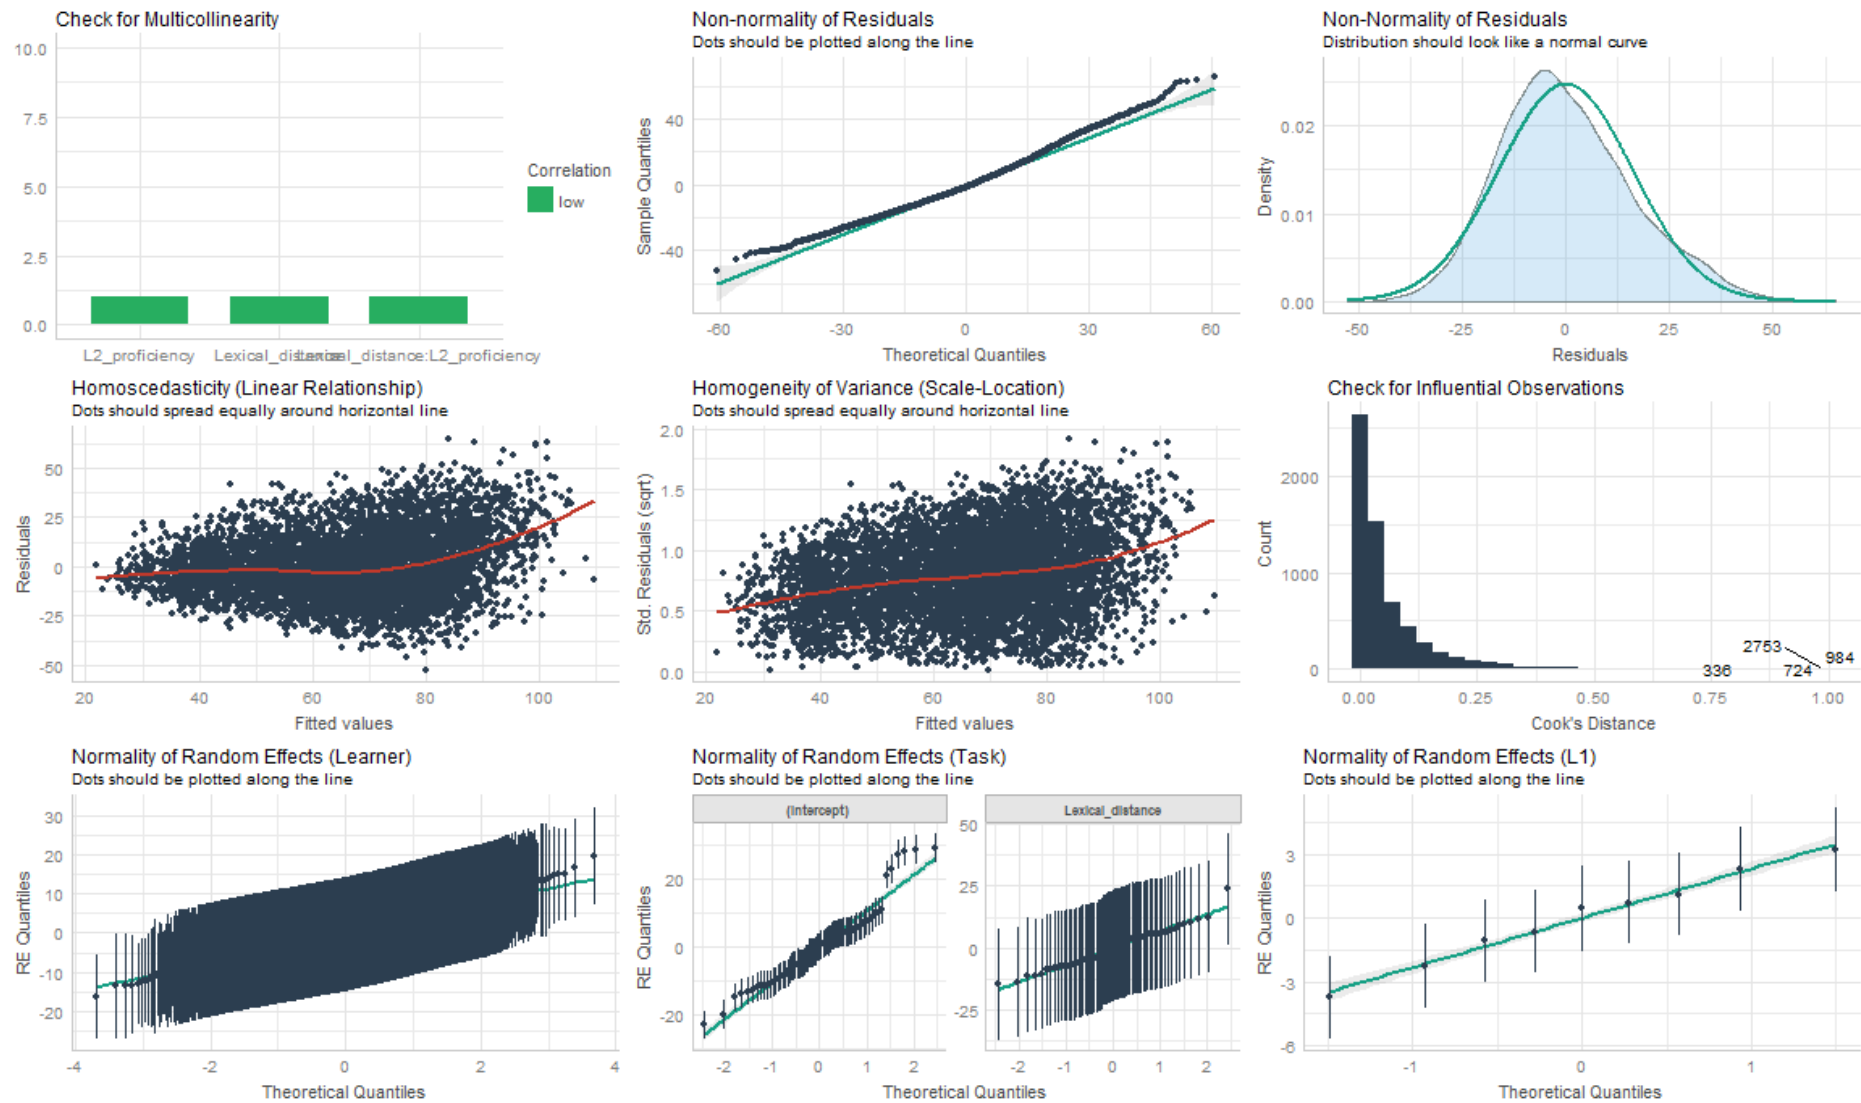 Check for Multicollinearity
10.0
7.5
5.0
2.5
0.0
L2_proficiency
Lexical_distance:L2_proficiency
Correlation
low
Non-normality of Residuals
Dots should be plotted along the line
Sample Quantiles
40
0
-40
-60
-30
0
30
60
Theoretical Quantiles
Non-Normality of Residuals
Distribution should look like a normal curve
Density
0.02
0.01
0.00
-50
-25
0
25
50
Residuals
Homoscedasticity (Linear Relationship)
Dots should spread equally around horizontal line
Residuals
50
25
0
-25
-50
20
40
60
80
100
Fitted values
Homogeneity of Variance (Scale-Location)
Dots should spread equally around horizontal line
Std. Residuals (sqrt)
2.0
1.5
1.0
0.5
0.0
20
40
60
80
100
Fitted values
Check for Influential Observations
Count
2000
1000
0
2753
984
336
724
0.00
0.25
0.50
0.75
1.00
Cook's Distance
Normality of Random Effects (Learner)
Dots should be plotted along the line
RE Quantiles
30
20
10
0
-10
-20
-4
-2
0
2
4
Theoretical Quantiles
Normality of Random Effects (Task)
Dots should be plotted along the line
(Intercept)
Lexical_distance
RE Quantiles
20
0
-20
-2
-1
0
1
2
50
25
0
-25
-2
-1
0
1
2
Theoretical Quantiles
Normality of Random Effects (L1)
Dots should be plotted along the line
RE Quantiles
3
0
-3
-6
-1
0
1
Theoretical Quantiles